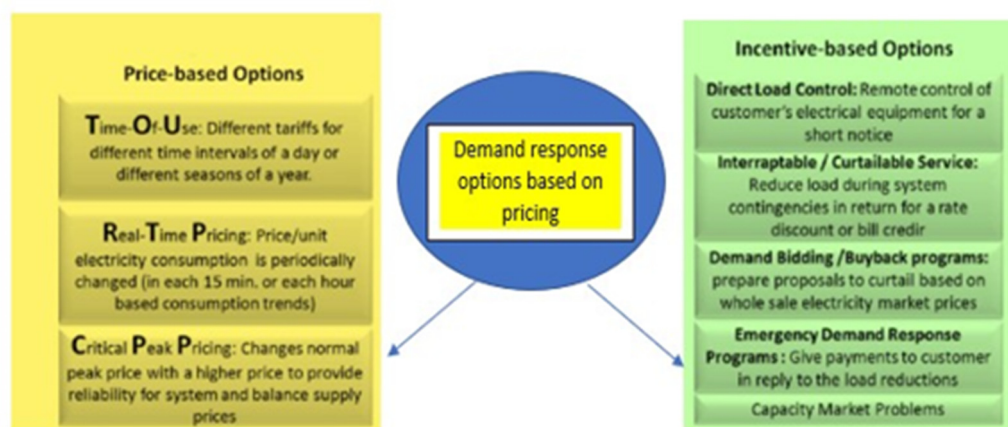 Price-based Options
Time-Of-Use: Different tariffs for
different time intervals of a day or
different seasons of a year.
Real-Time Pricing: Price/unit
electricity consumption is periodically
changed (in each 15 min. or each hour
based consumption trends)
Critical Peak Pricing: Changes normal
peak price with a higher price to provide
reliability for system and balance supply
prices
Demand response
options based on
pricing
Incentive-based Options
Direct Load Control: Remote control of
customer's electrical equipment for a
short notice
Interraptable / Curtailable Service:
Reduce load during system
contingencies in return for a rate
discount or bill credir
Demand Bidding /Buyback programs:
prepare proposals to curtail based on
whole sale electricity market prices
Emergency Demand Response
Programs : Give payments to customer
in reply to the load reductions
Capacity Market Problems